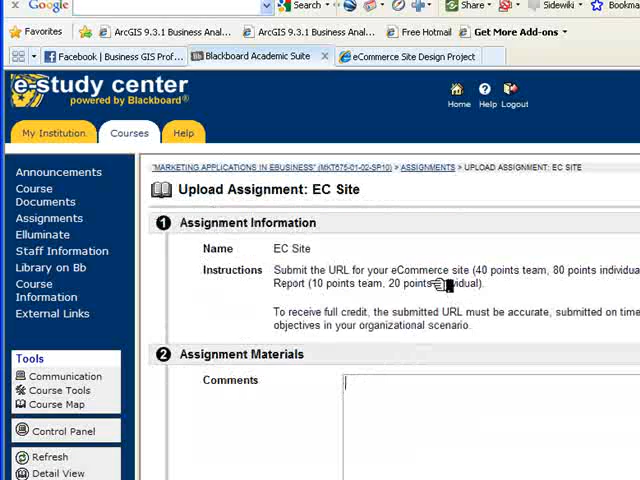 Google Search Share Sidewiki Bookma
Favorites ArcGIS 9.3.1 Business Anal... ArcGIS 9.3.1 Business Anal... Free Hotmail Get More Add-ons
Facebook | Business GIS Prof... Blackboard Academic Suite eCommerce Site Design Project
e-study center
powered by Blackboard®
Home Help Logout
My Institution Courses Help
Announcements
Course
Documents
Assignments
Elluminate
Staff Information
Library on Bb
Course
Information
External Links
Tools
Communication
Course Tools
Course Map
Control Panel
Refresh
Detail View
"MARKETING APPLICATIONS IN EBUSINESS" (MKT675-01-02-SP10) > ASSIGNMENTS > UPLOAD ASSIGNMENT: EC SITE
Upload Assignment: EC Site
1 Assignment Information
Name EC Site
Instructions Submit the URL for your eCommerce site (40 points team, 80 points individua
Report (10 points team, 20 points vidual).
To receive full credit, the submitted URL must be accurate, submitted on time
objectives in your organizational scenario.
2 Assignment Materials
Comments